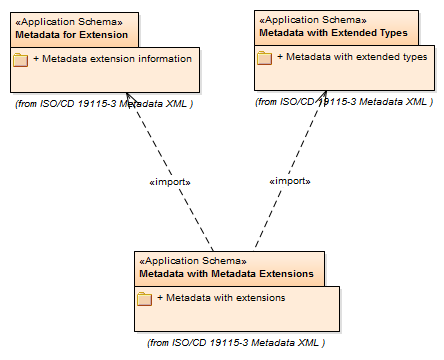 «Application Schema»
Metadata for Extension
+ Metadata extension information
(from ISO/CD 19115-3 Metadata XML )
«Application Schema»
Metadata with Extended Types
+ Metadata with extended types
(from ISO/CD 19115-3 Metadata XML )
«import»
«import»
«Application Schema»
Metadata with Metadata Extensions
+ Metadata with extensions
(from ISO/CD 19115-3 Metadata XML )